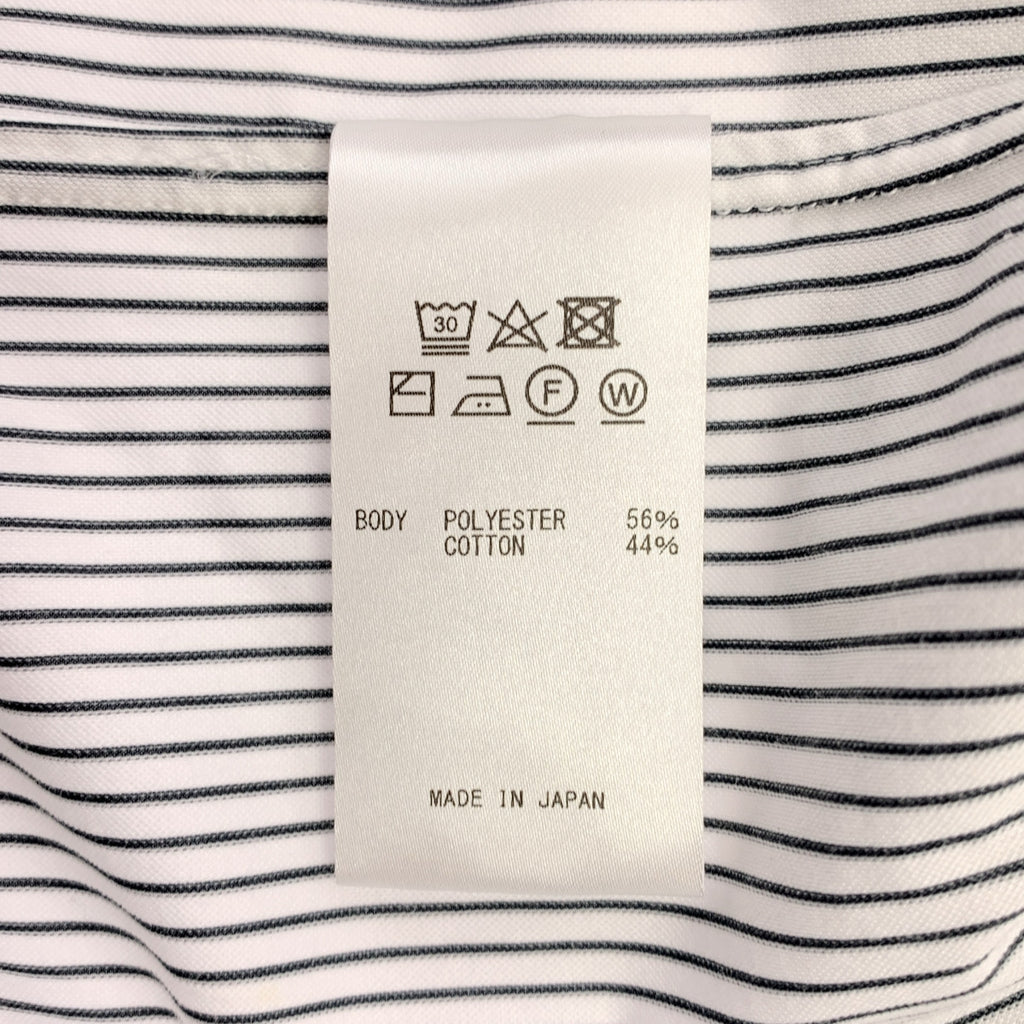 30
F W
BODY POLYESTER 56%
COTTON 44%
MADE IN JAPAN